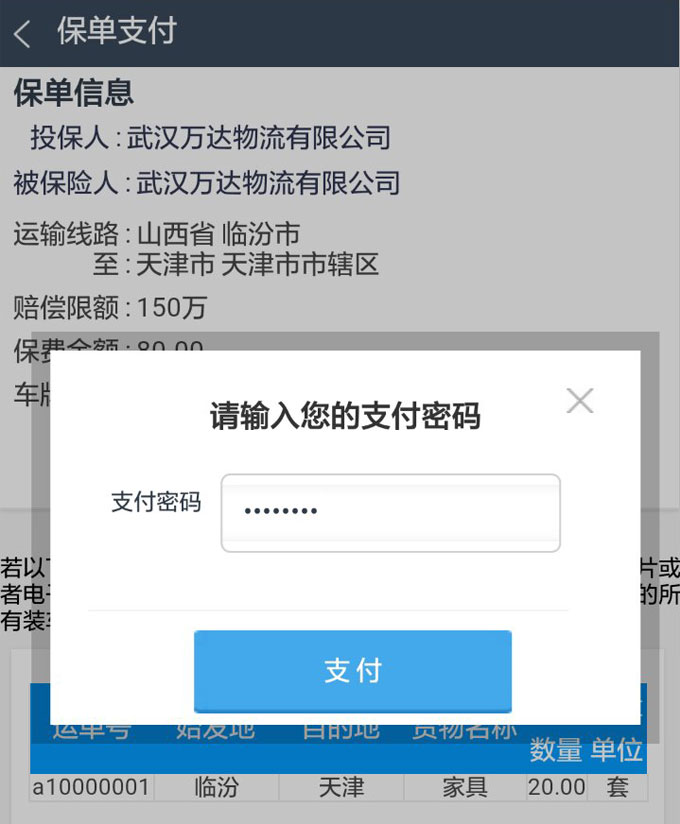 保单支付
保单信息
投保人 : 武汉万达物流有限公司
被保险人 : 武汉万达物流有限公司
运输线路 : 山西省 临汾市
至 : 天津市 天津市市辖区
赔偿限额 : 150万
保费金额 : 80.00
车牌
请输入您的支付密码
支付密码 ••••••••
若以 片或
者电子 的所
有装车
支付
运单号 始发地 目的地 货物名称
数量 单位
a10000001 临汾 天津 家具 20.00 套